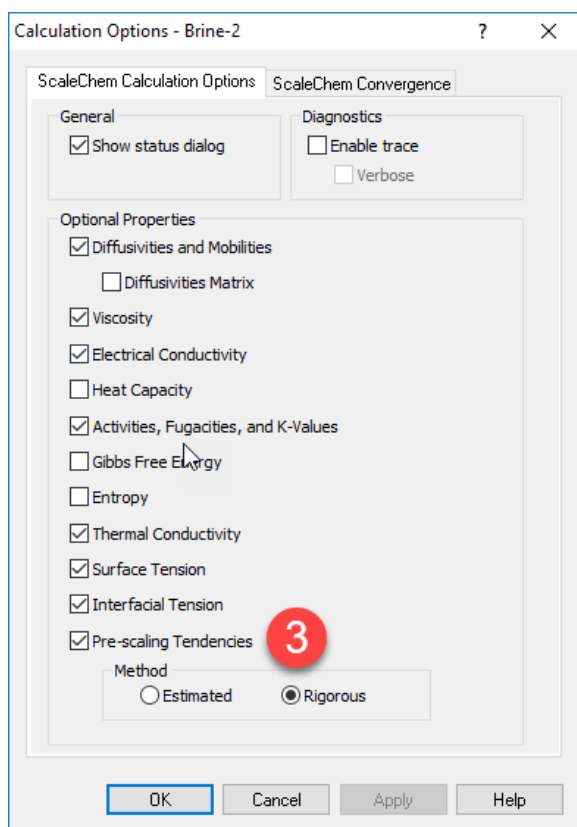 Calculation Options - Brine-2 ?
ScaleChem Calculation Options ScaleChem Convergence
General Diagnostics
Show status dialog Enable trace
Verbose
Optional Properties
Diffusivities and Mobilities
Diffusivities Matrix
Viscosity
Electrical Conductivity
Heat Capacity
Activities, Fugacities, and K-Values
Gibbs Free Energy
Entropy
Thermal Conductivity
Surface Tension
Interfacial Tension
Pre-scaling Tendencies 3
Method
Estimated Rigorous
OK Cancel Apply Help